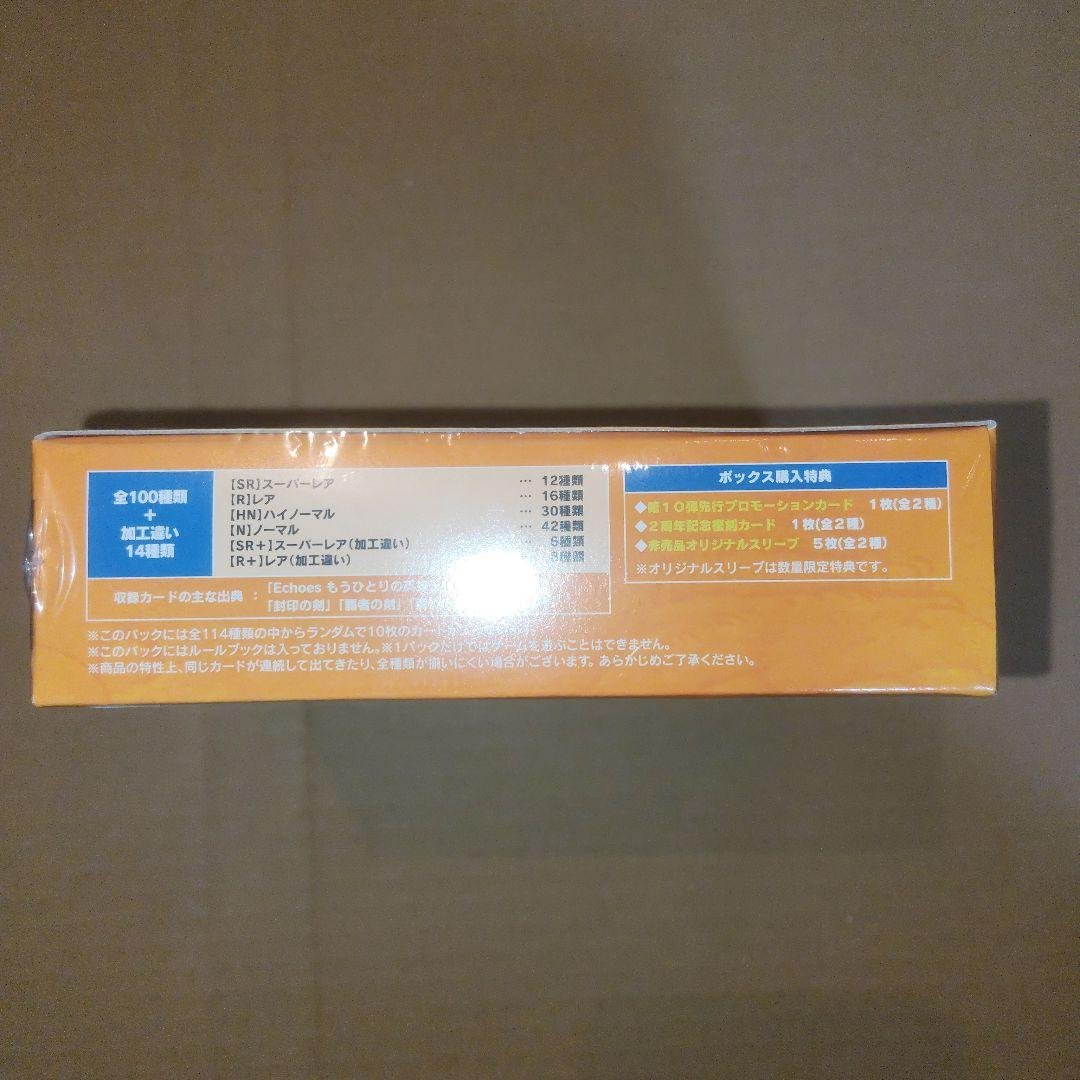 全100種類
+
加工違い
14種類
【SR】スーパーレア … 12種類
【R】レア … 16種類
【HN】ハイノーマル … 30種類
【N】ノーマル … 42種類
【SR+】スーパーレア(加工違い) … 6種類
【R+】レア(加工違い) 8種類
収録カードの主な出典 : 「Echoes もうひとりの
「封印の剣」「覇者の剣」
※このパックには全114種類の中からランダムで10枚のカード
※このパックにはルールブックは入っておりません。※1パックだけではゲームを遊ぶことはできません。
※商品の特性上、同じカードが連続して出てきたり、全種類が揃いにくい場合がございます。あらかじめご了承ください。
ボックス購入特典
◆第10弾先行プロモーションカード 1枚(全2種)
◆2周年記念復刻カード 1枚(全2種)
◆非売品オリジナルスリーブ 5枚(全2種)
※オリジナルスリーブは数量限定特典です。